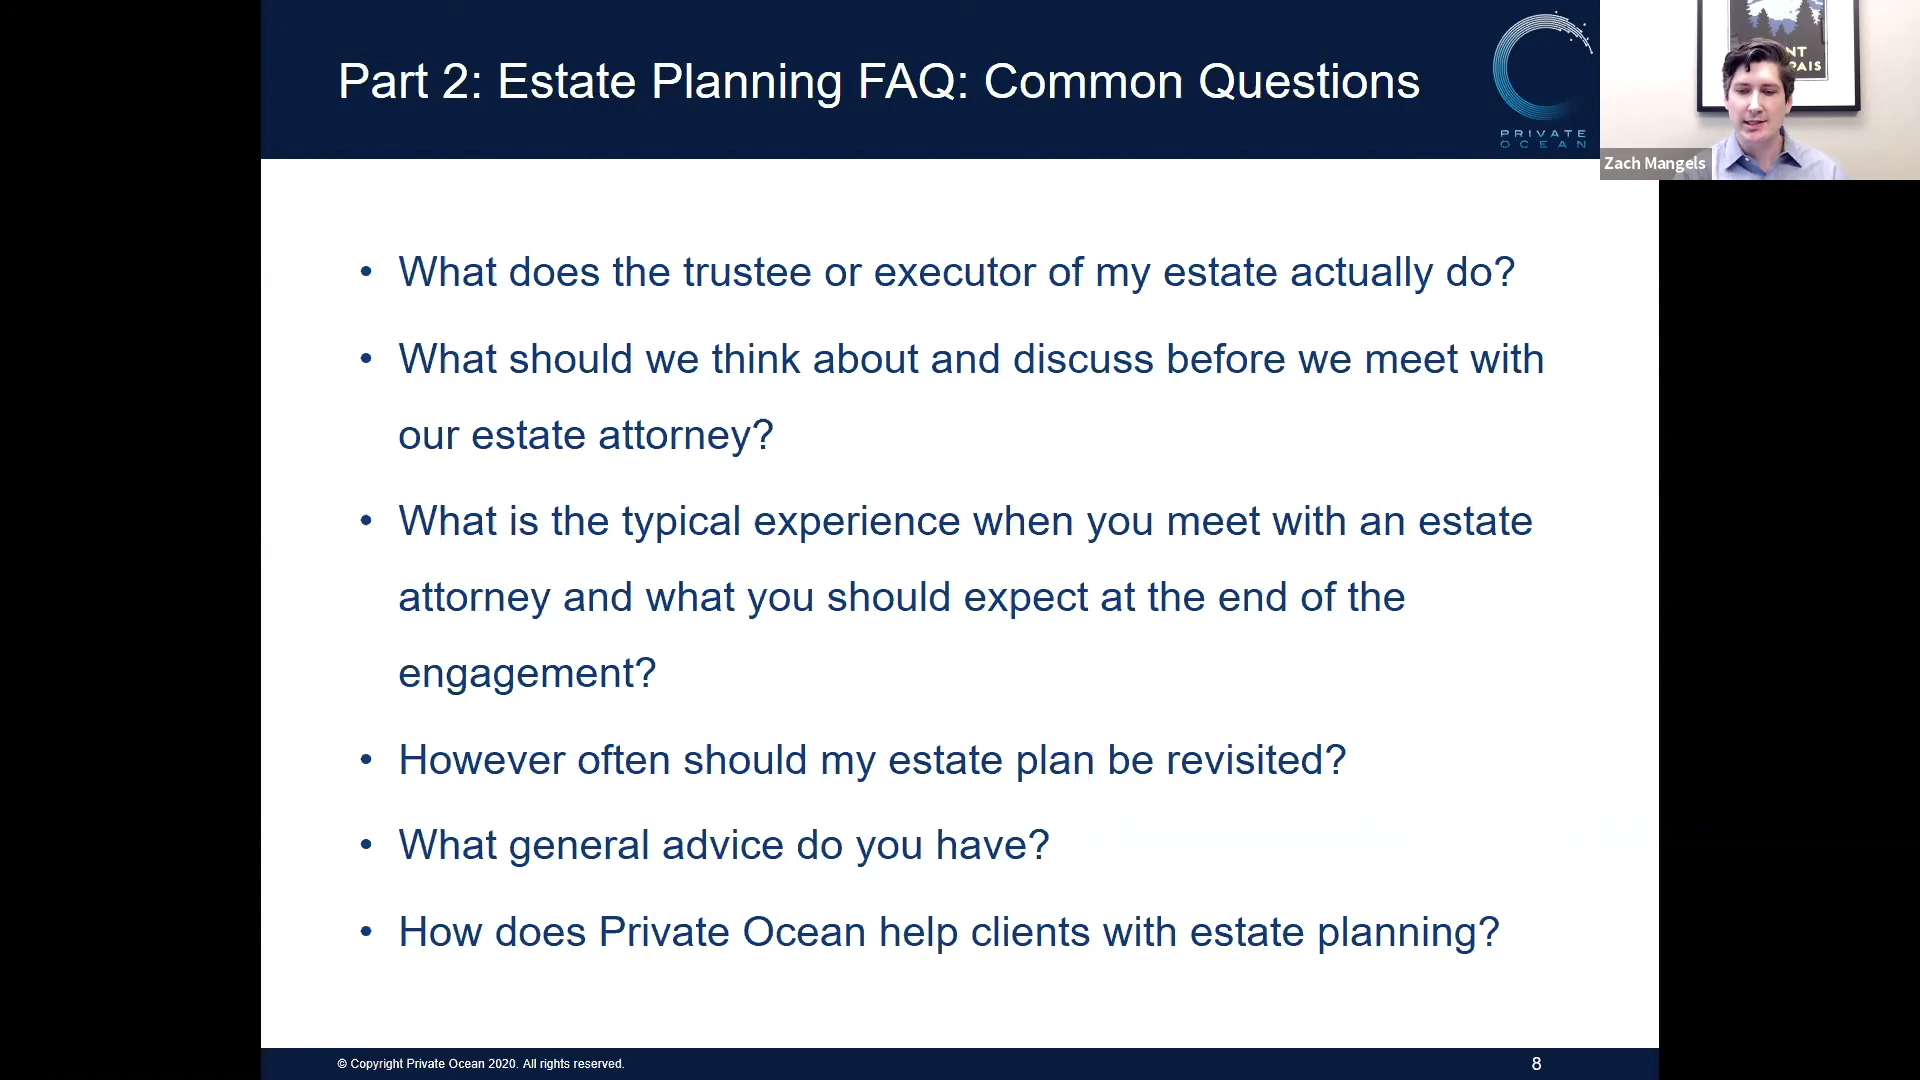 Part 2: Estate Planning FAQ: Common Questions
PRIVATE
OCEAN
NT
PAIS
Zach Mangels
• What does the trustee or executor of my estate actually do?
• What should we think about and discuss before we meet with
our estate attorney?
• What is the typical experience when you meet with an estate
attorney and what you should expect at the end of the
engagement?
• However often should my estate plan be revisited?
• What general advice do you have?
• How does Private Ocean help clients with estate planning?
© Copyright Private Ocean 2020. All rights reserved.
8